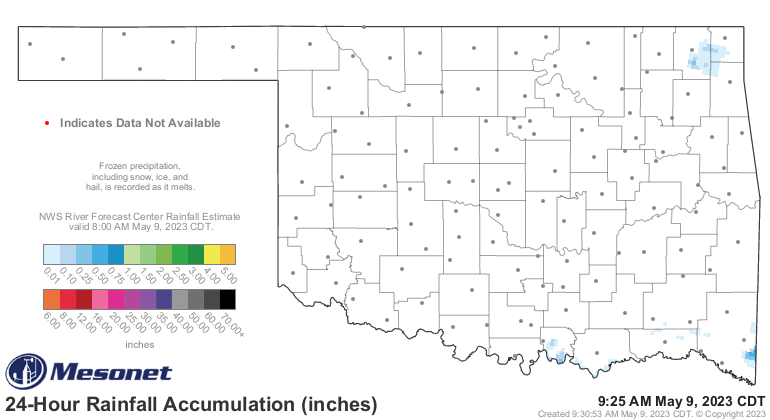 Indicates Data Not Available
Frozen precipitation,
including snow, ice, and
hail, is recorded as it melts.
NWS River Forecast Center Rainfall Estimate
valid 8:00 AM May 9, 2023 CDT.
0.01 0.10 0.25 0.50 0.75 1.00 1.50 2.00 2.50 3.00 4.00 5.00
6.00 8.00 12.00 16.00 20.00 25.00 30.00 35.00 40.00 50.00 60.00 70.00+
inches
Mesonet
24-Hour Rainfall Accumulation (inches)
9:25 AM May 9, 2023 CDT
Created 9:30:53 AM May 9, 2023 CDT. © Copyright 2023